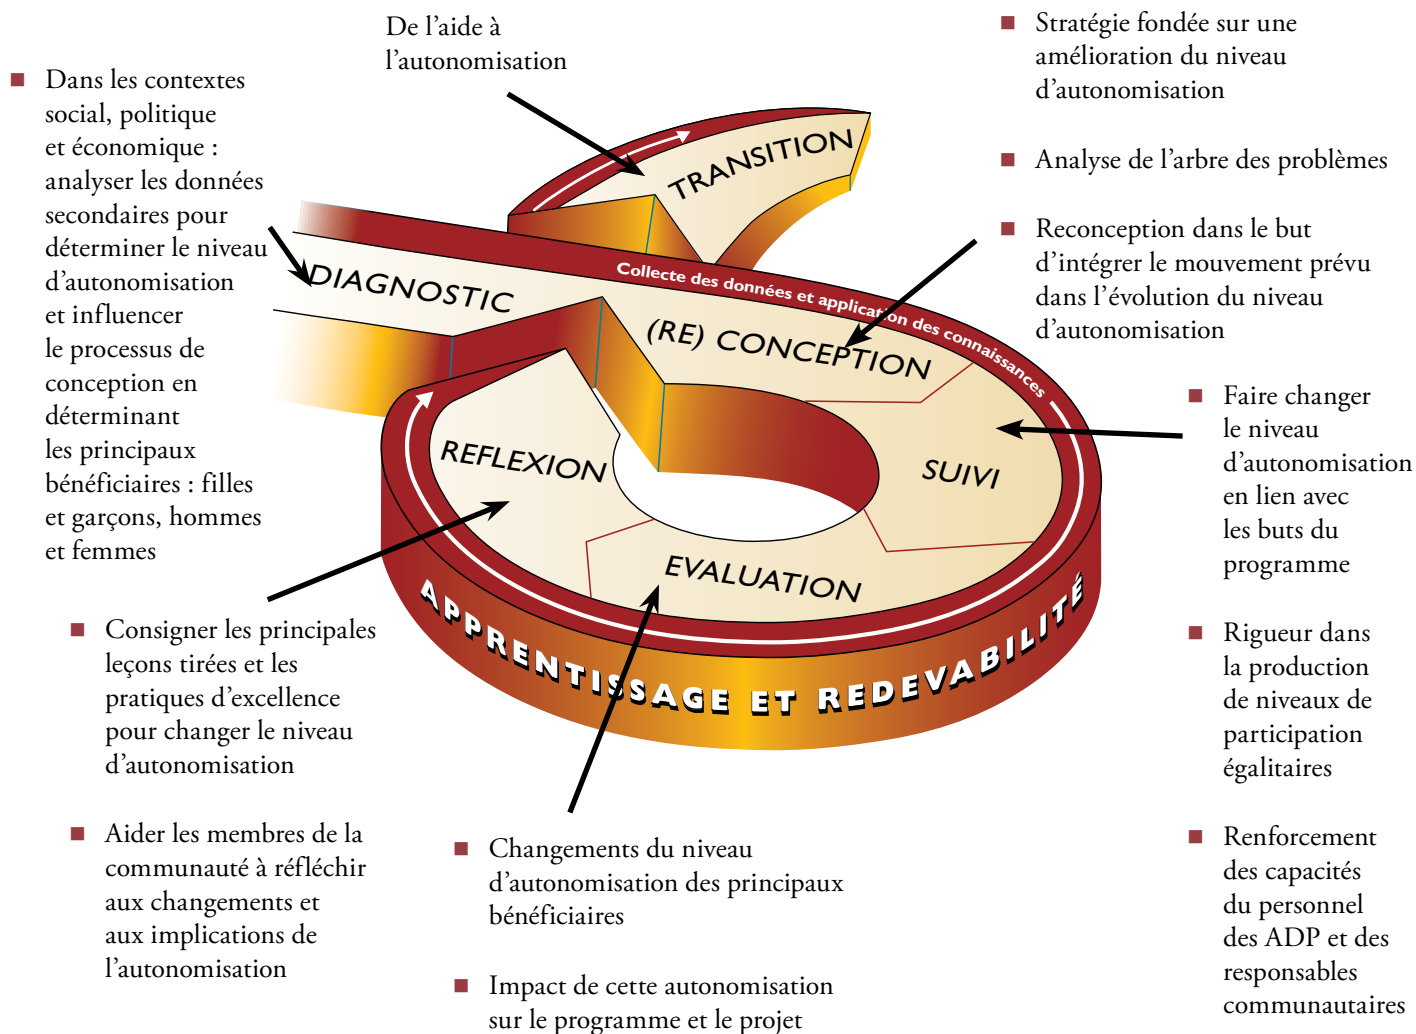 De l’aide à
l’autonomisation
Dans les contextes
social, politique
et économique :
analyser les données
secondaires pour
déterminer le niveau
d’autonomisation
et influencer
le processus de
conception en
déterminant
les principaux
bénéficiaires : filles
et garçons, hommes
et femmes
Stratégie fondée sur une
amélioration du niveau
d’autonomisation
Analyse de l’arbre des problèmes
Reconception dans le but
d’intégrer le mouvement prévu
dans l’évolution du niveau
d’autonomisation
TRANSITION
Collecte des données et application des connaissances
DIAGNOSTIC
(RE) CONCEPTION
SUIVI
EVALUATION
REFLEXION
APPRENTISSAGE ET REDEVABILITÉ
Faire changer
le niveau
d’autonomisation
en lien avec
les buts du
programme
Rigueur dans
la production
de niveaux de
participation
égalitaires
Renforcement
des capacités
du personnel
des ADP et des
responsables
communautaires
Consigner les principales
leçons tirées et les
pratiques d’excellence
pour changer le niveau
d’autonomisation
Aider les membres de la
communauté à réfléchir
aux changements et
aux implications de
l’autonomisation
Changements du niveau
d’autonomisation des principaux
bénéficiaires
Impact de cette autonomisation
sur le programme et le projet